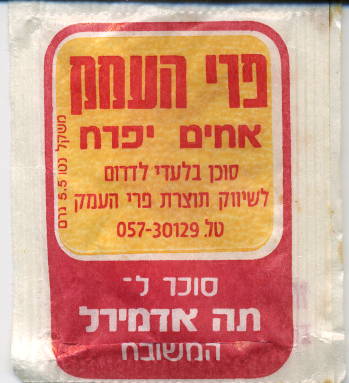 פרי העמק
אחים יפרח
סוכן בלעדי לדרום
לשיווק תוצרת פרי העמק
טל 057-30129
משקל נטו 5.5 גרם
סוכר ל־
תה אדמירל
המשובח